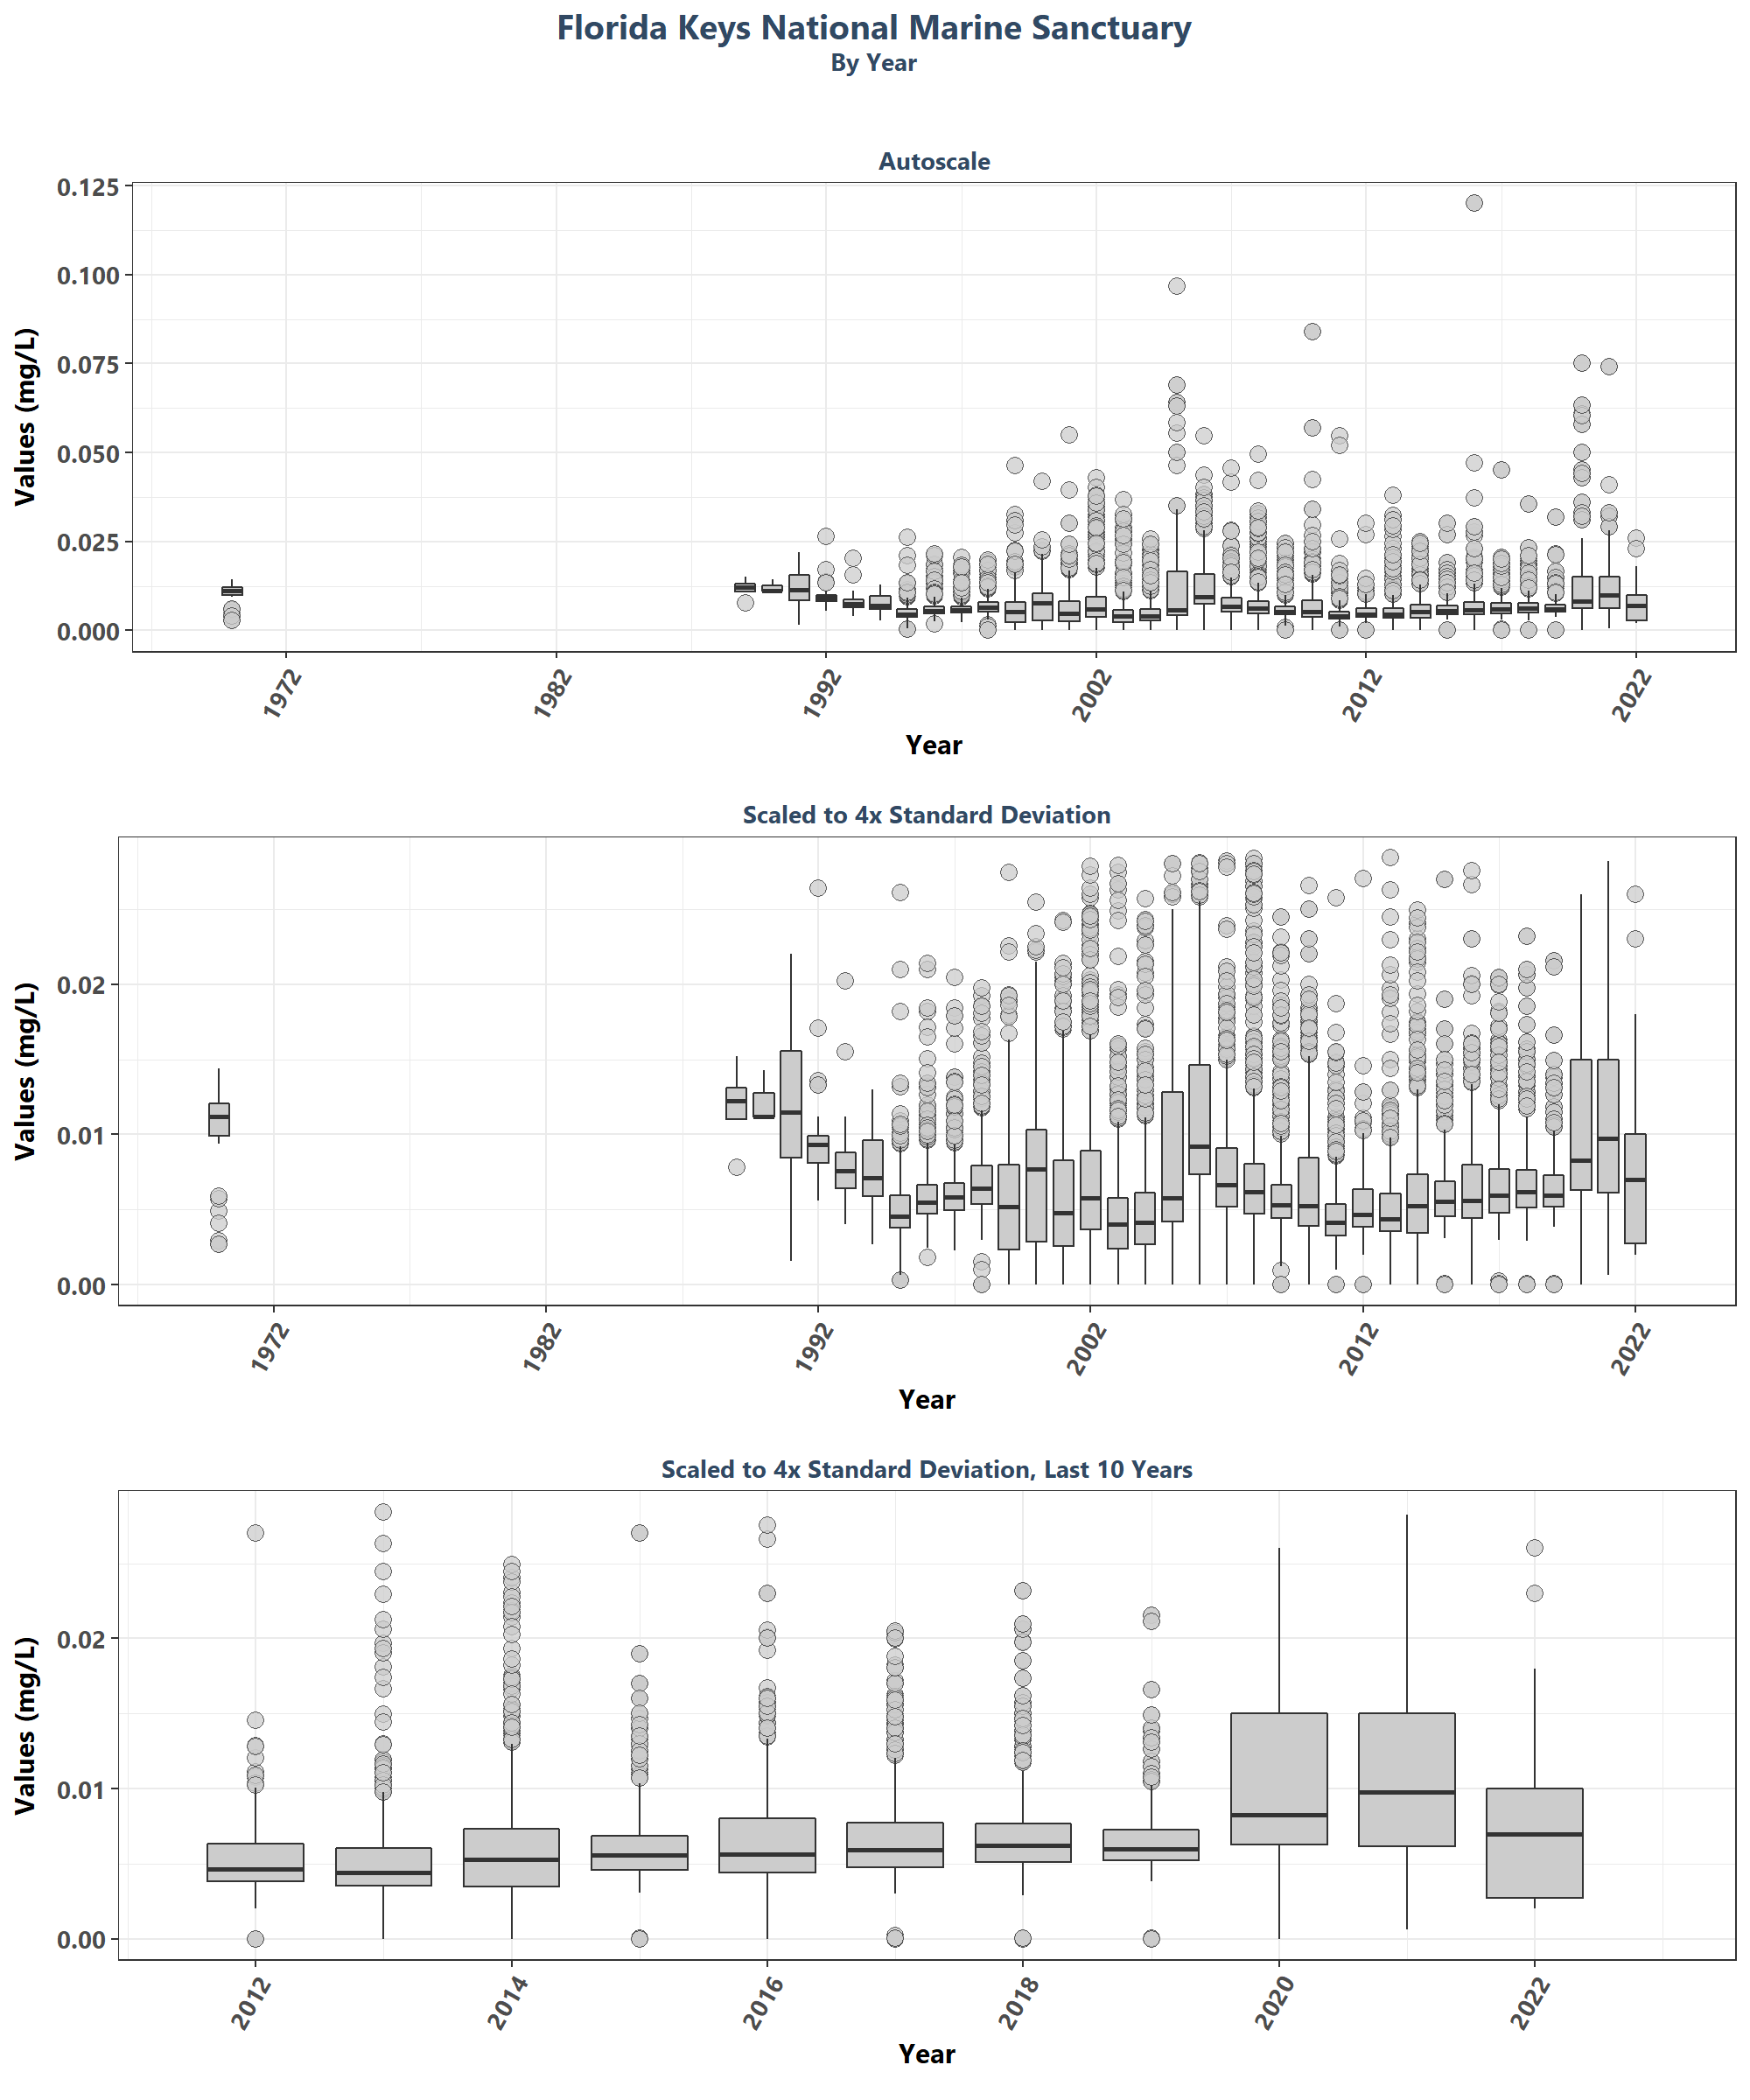 Florida Keys National Marine Sanctuary
By Year
Autoscale
Values (mg/L)
0.125
0.100
0.075
0.050
0.025
0.000
1972
1982
1992
2002
2012
2022
Year
Scaled to 4x Standard Deviation
Values (mg/L)
0.02
0.01
0.00
1972
1982
1992
2002
2012
2022
Year
Scaled to 4x Standard Deviation, Last 10 Years
Values (mg/L)
0.02
0.01
0.00
2012
2014
2016
2018
2020
2022
Year